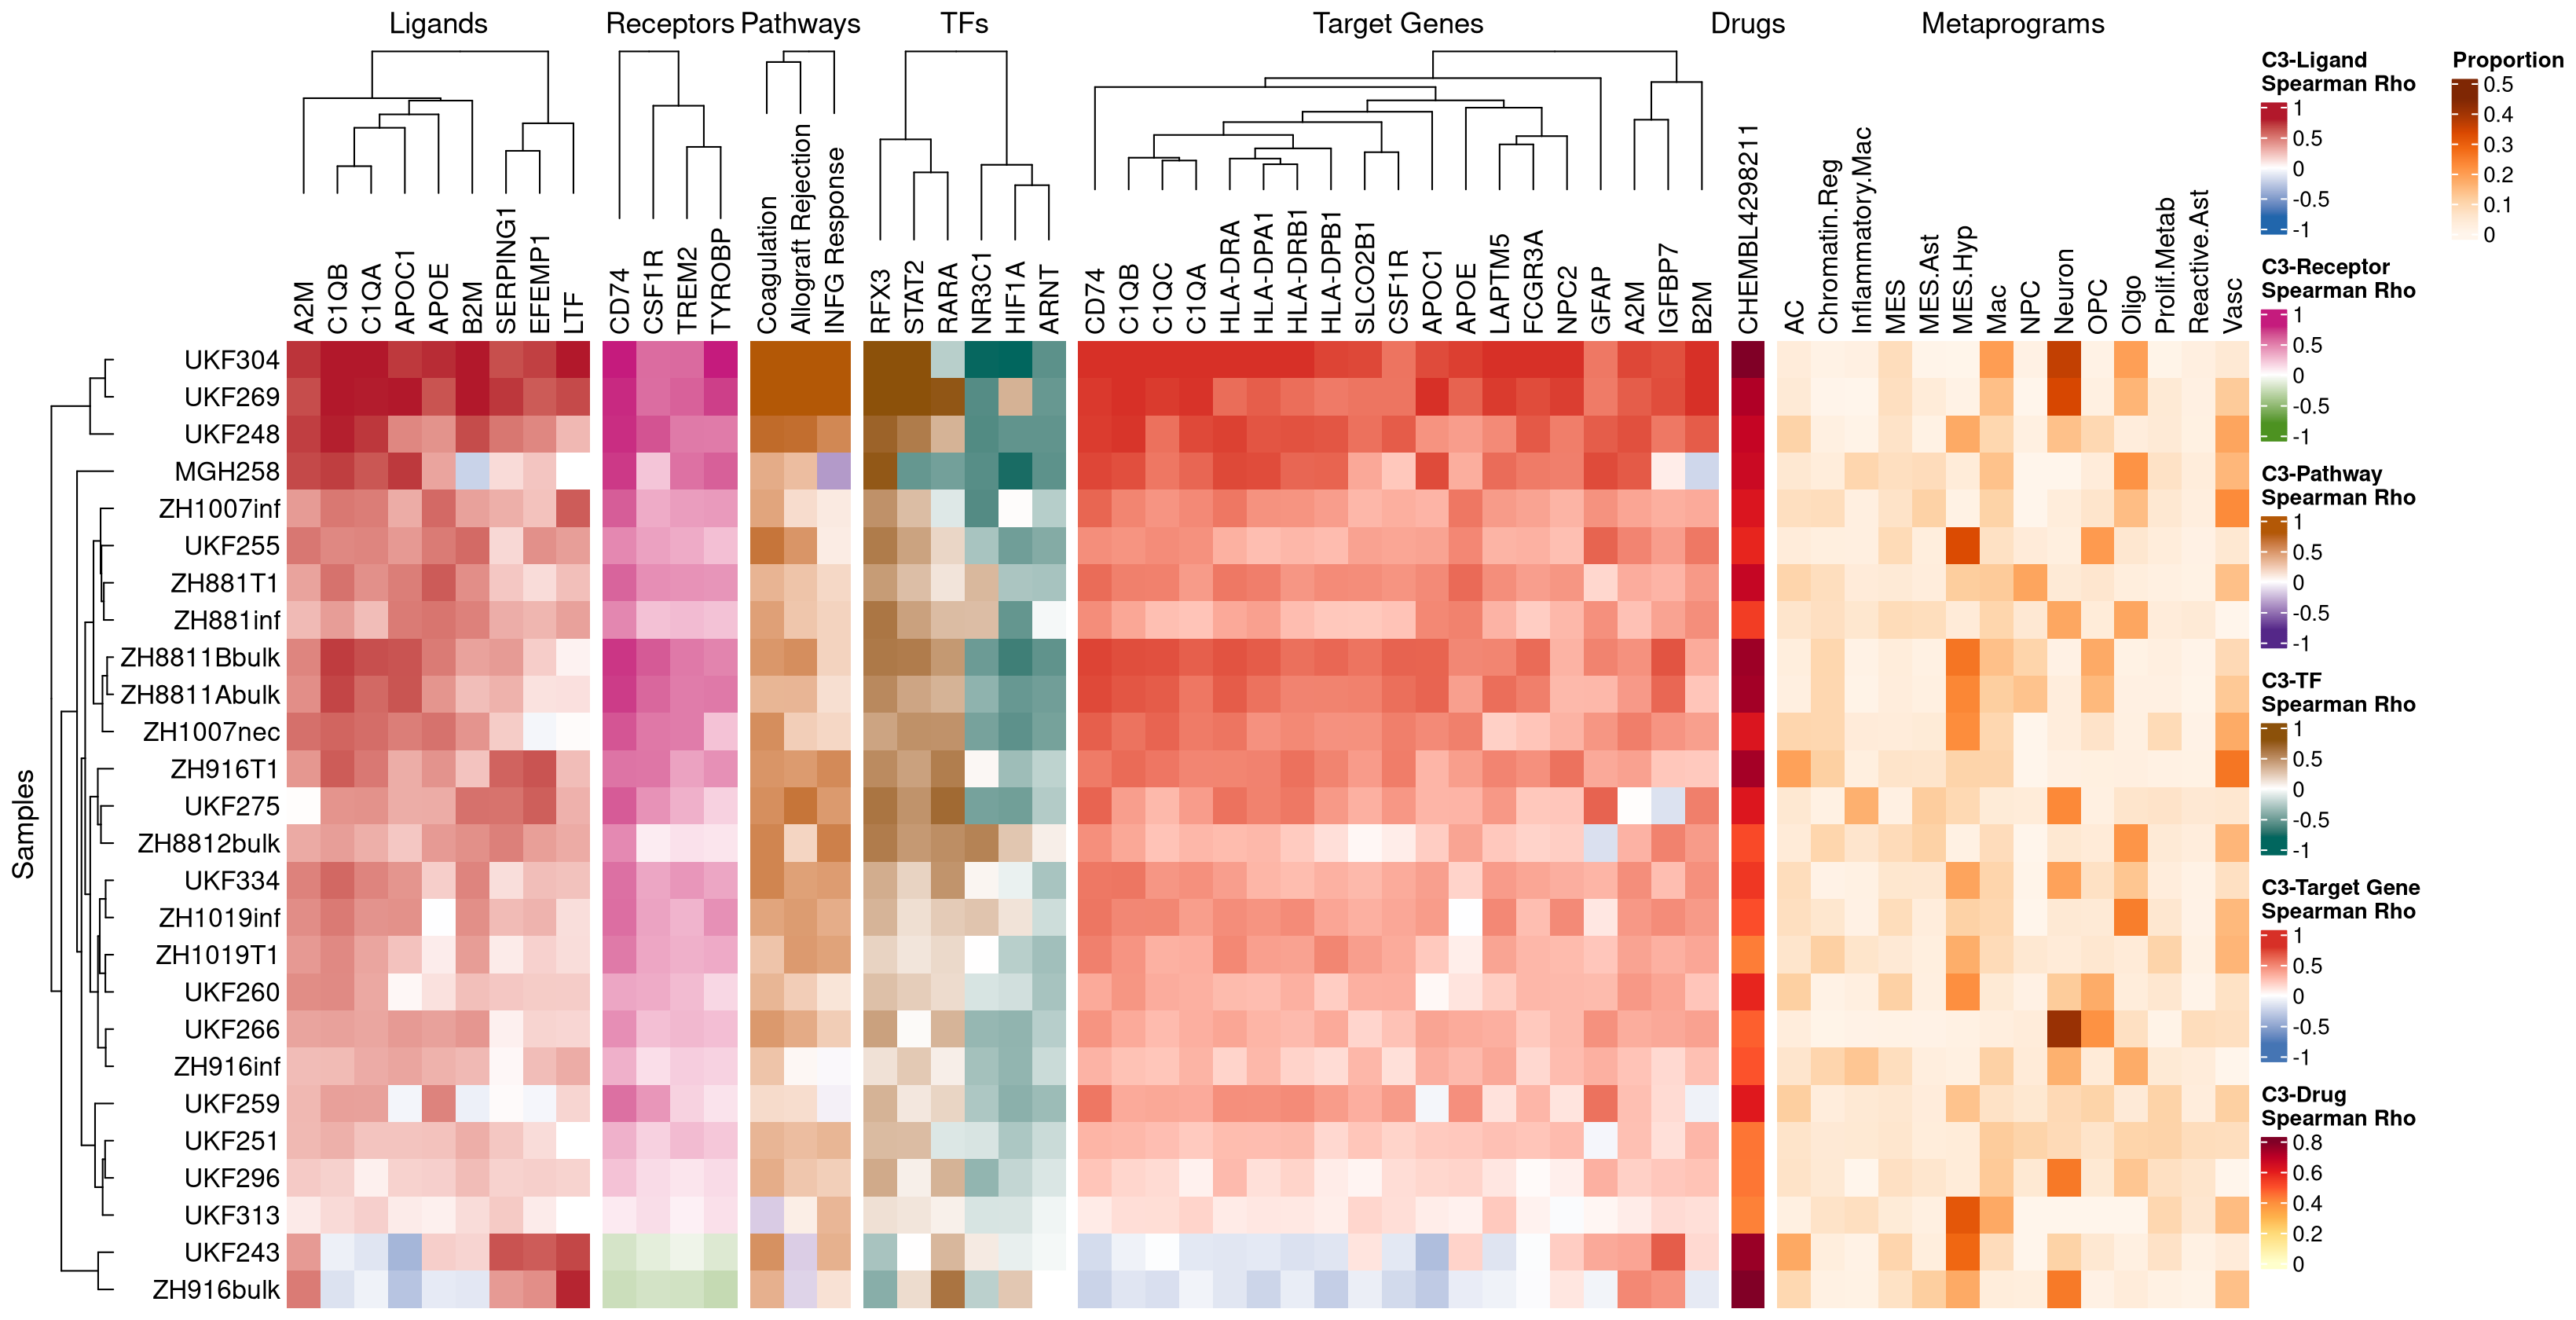 Ligands
Receptors
Pathways
TFs
Target Genes
Drugs
Metaprograms
A2M
C1QB
C1QA
APOC1
APOE
B2M
SERPING1
EFEMP1
LTF
CD74
CSF1R
TREM2
TYROBP
Coagulation
Allograft Rejection
INFG Response
RFX3
STAT2
RARA
NR3C1
HIF1A
ARNT
CD74
C1QB
C1QC
C1QA
HLA-DRA
HLA-DPA1
HLA-DRB1
HLA-DPB1
SLCO2B1
CSF1R
APOC1
APOE
LAPTM5
FCGR3A
NPC2
GFAP
A2M
IGFBP7
B2M
CHEMBL4298211
AC
Chromatin.Reg
Inflammatory.Mac
MES
MES.Ast
MES.Hyp
Mac
NPC
Neuron
OPC
Oligo
Prolif.Metab
Reactive.Ast
Vasc
Samples
UKF304
UKF269
UKF248
MGH258
ZH1007inf
UKF255
ZH881T1
ZH881inf
ZH8811Bbulk
ZH8811Abulk
ZH1007nec
ZH916T1
UKF275
ZH8812bulk
UKF334
ZH1019inf
ZH1019T1
UKF260
UKF266
ZH916inf
UKF259
UKF251
UKF296
UKF313
UKF243
ZH916bulk
C3-Ligand
Spearman Rho
1
0.5
0
-0.5
-1
C3-Receptor
Spearman Rho
1
0.5
0
-0.5
-1
C3-Pathway
Spearman Rho
1
0.5
0
-0.5
-1
C3-TF
Spearman Rho
1
0.5
0
-0.5
-1
C3-Target Gene
Spearman Rho
1
0.5
0
-0.5
-1
C3-Drug
Spearman Rho
0.8
0.6
0.4
0.2
0
Proportion
0.5
0.4
0.3
0.2
0.1
0